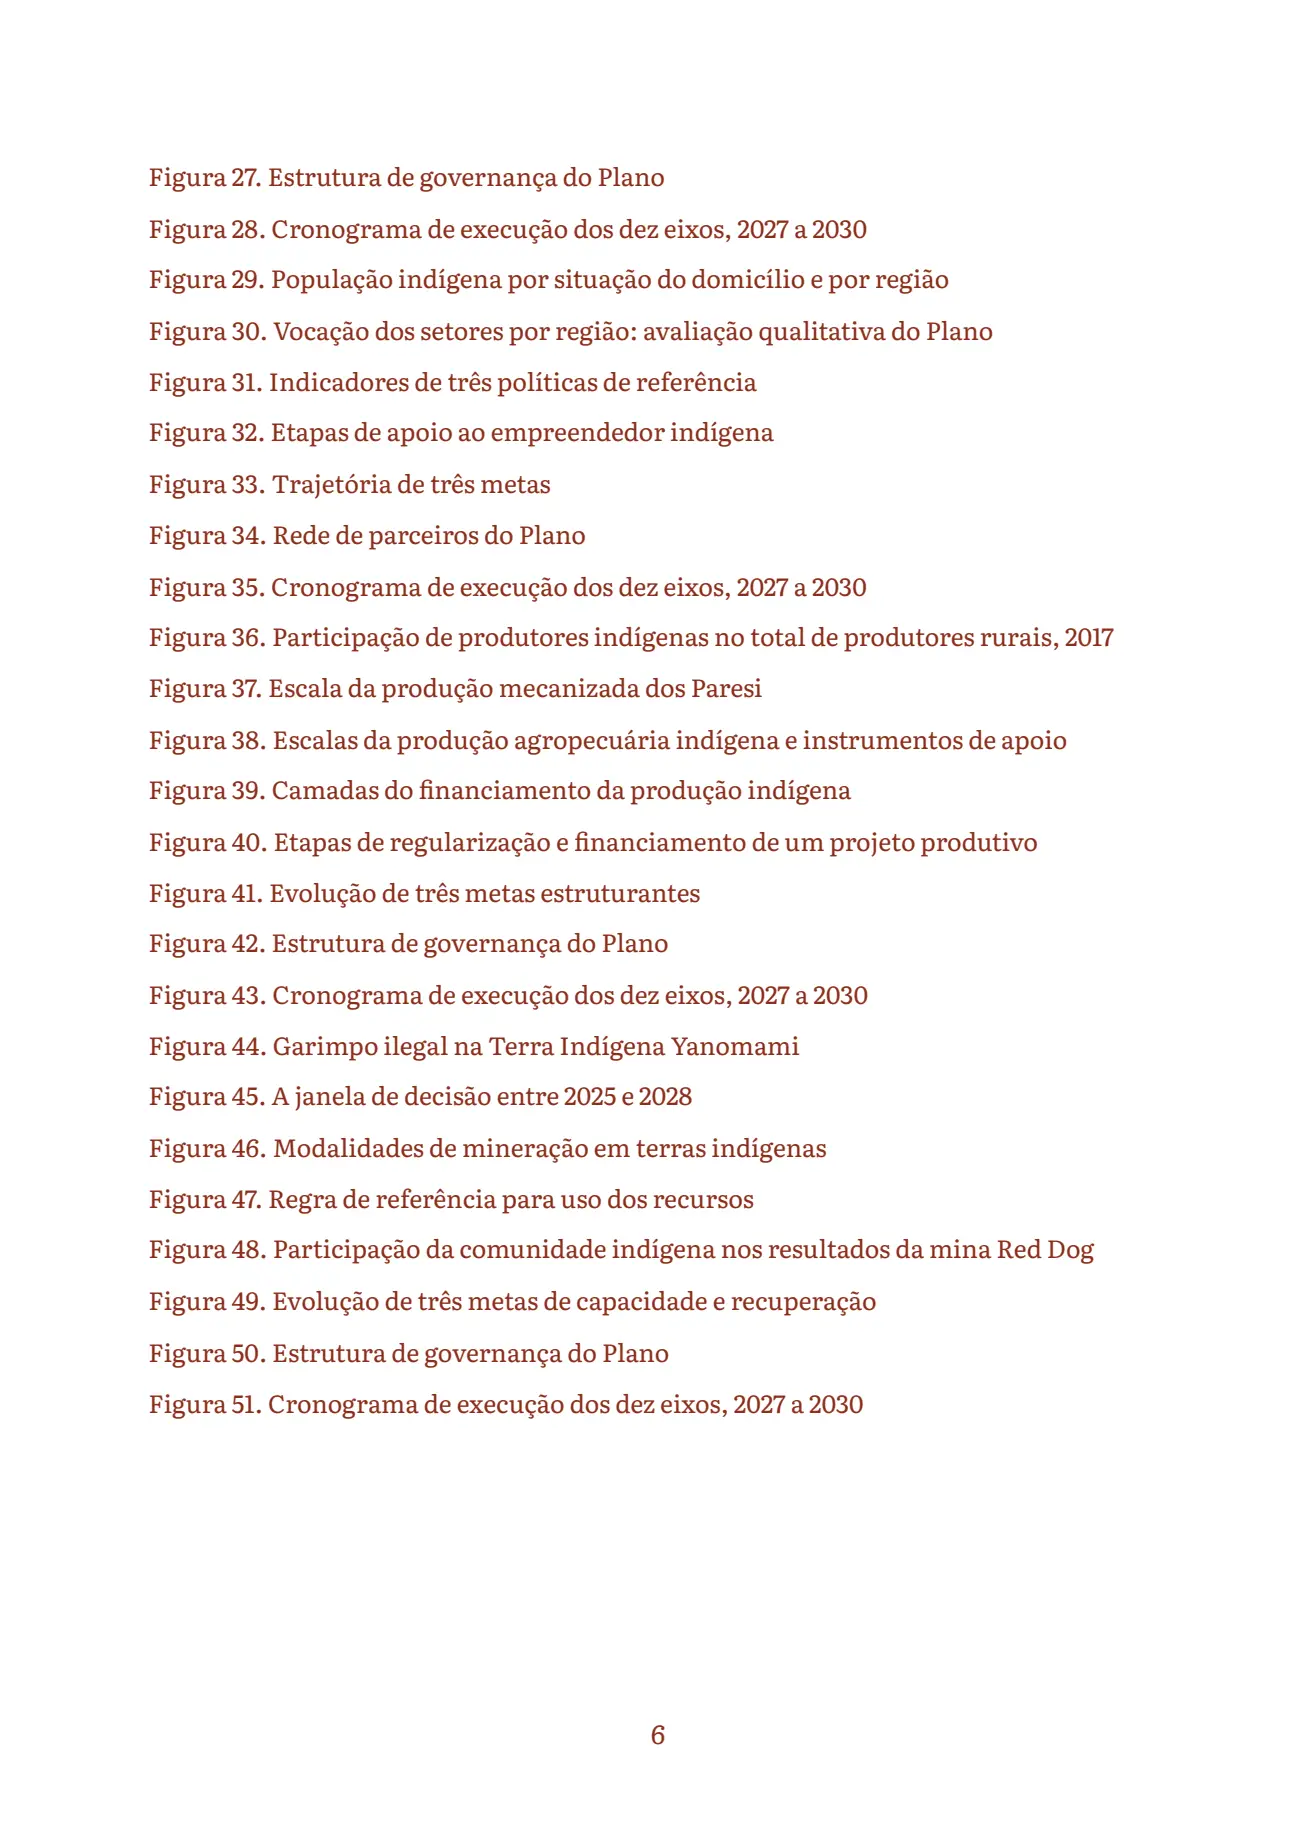 Figura 27. Estrutura de governança do Plano
Figura 28. Cronograma de execução dos dez eixos, 2027 a 2030
Figura 29. População indígena por situação do domicílio e por região
Figura 30. Vocação dos setores por região: avaliação qualitativa do Plano
Figura 31. Indicadores de três políticas de referência
Figura 32. Etapas de apoio ao empreendedor indígena
Figura 33. Trajetória de três metas
Figura 34. Rede de parceiros do Plano
Figura 35. Cronograma de execução dos dez eixos, 2027 a 2030
Figura 36. Participação de produtores indígenas no total de produtores rurais, 2017
Figura 37. Escala da produção mecanizada dos Paresi
Figura 38. Escalas da produção agropecuária indígena e instrumentos de apoio
Figura 39. Camadas do financiamento da produção indígena
Figura 40. Etapas de regularização e financiamento de um projeto produtivo
Figura 41. Evolução de três metas estruturantes
Figura 42. Estrutura de governança do Plano
Figura 43. Cronograma de execução dos dez eixos, 2027 a 2030
Figura 44. Garimpo ilegal na Terra Indígena Yanomami
Figura 45. A janela de decisão entre 2025 e 2028
Figura 46. Modalidades de mineração em terras indígenas
Figura 47. Regra de referência para uso dos recursos
Figura 48. Participação da comunidade indígena nos resultados da mina Red Dog
Figura 49. Evolução de três metas de capacidade e recuperação
Figura 50. Estrutura de governança do Plano
Figura 51. Cronograma de execução dos dez eixos, 2027 a 2030
6